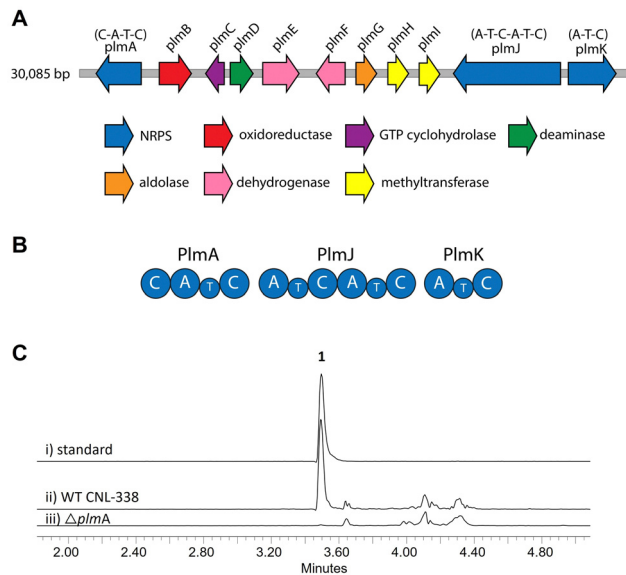 A
(C-A-T-C)
plmA
plmB
plmC
plmD
plmE
plmF
plmG
plmH
plmI
(A-T-C-A-T-C)
plmJ
(A-T-C)
plmK
30,085 bp
NRPS
oxidoreductase
GTP cyclohydrolase
deaminase
aldolase
dehydrogenase
methyltransferase
B
PlmA PlmJ PlmK
C A T C A T C A T C A T C
C
1
i) standard
ii) WT CNL-338
iii) △plmA
2.00 2.40 2.80 3.20 3.60 4.00 4.40 4.80
Minutes